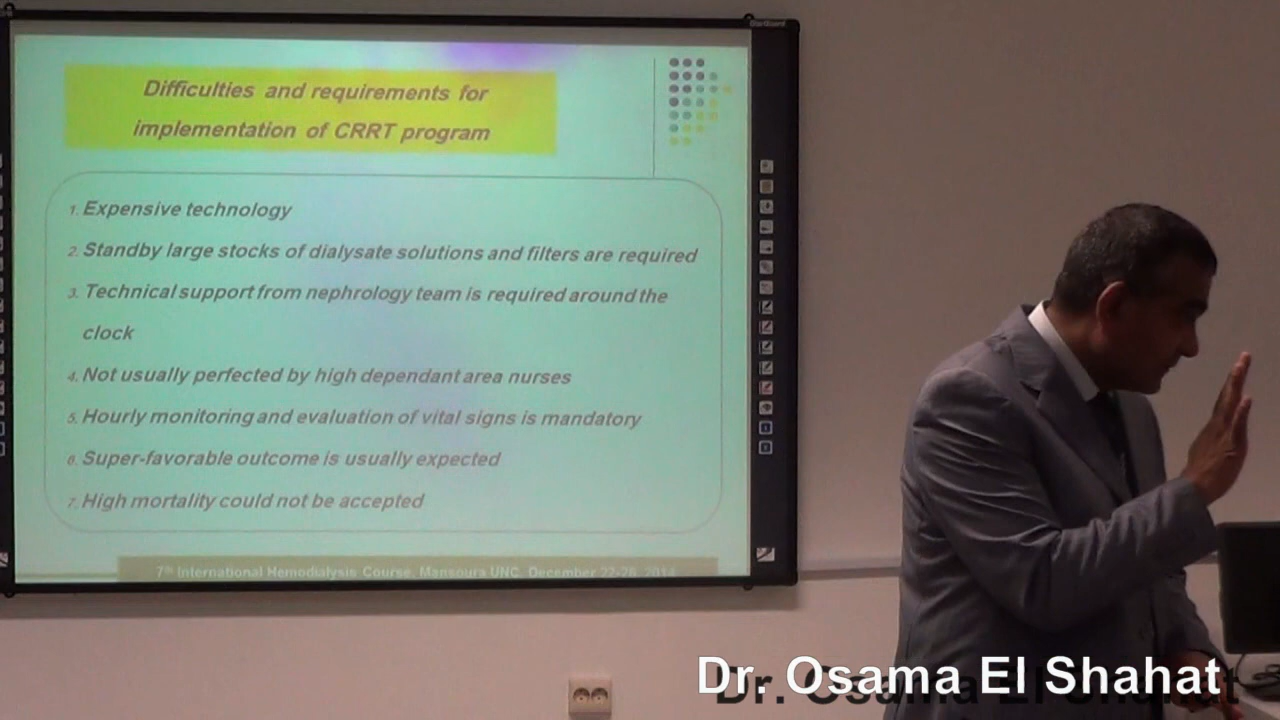 Difficulties and requirements for
implementation of CRRT program
1. Expensive technology
2. Standby large stocks of dialysate solutions and filters are required
3. Technical support from nephrology team is required around the
clock
4. Not usually perfected by high dependant area nurses
5. Hourly monitoring and evaluation of vital signs is mandatory
6. Super-favorable outcome is usually expected
7. High mortality could not be accepted
7th International Hemodialysis Course, Mansoura UNC, December 22-26, 2014
Dr. Osama El Shahat